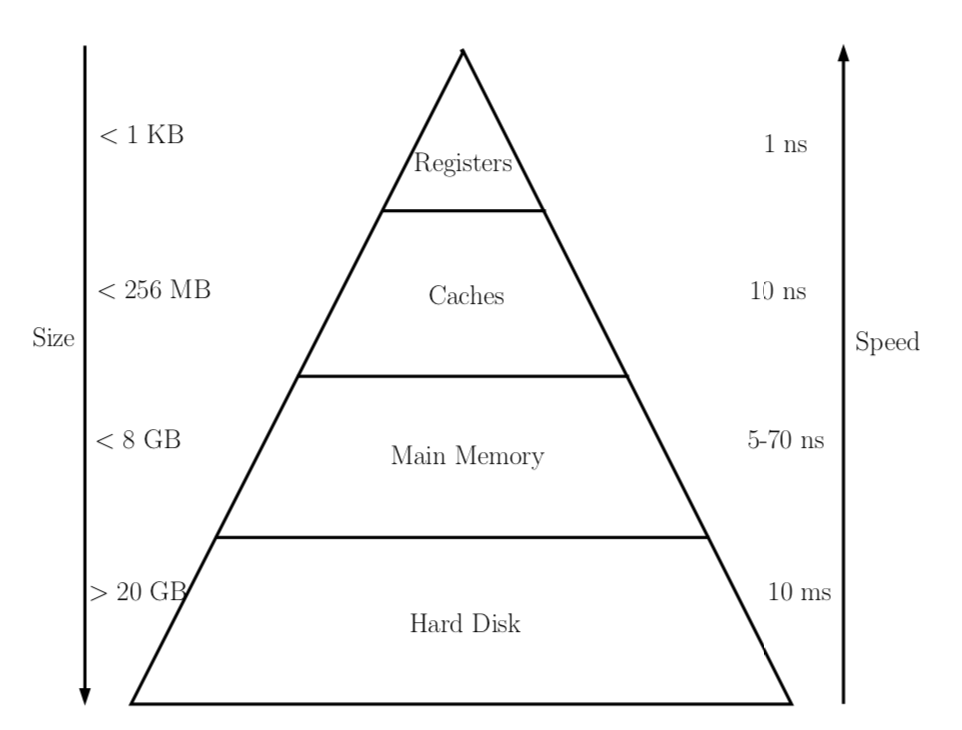 < 1 KB
Registers
1 ns
< 256 MB
Caches
10 ns
Size
Speed
< 8 GB
Main Memory
5-70 ns
> 20 GB
Hard Disk
10 ms